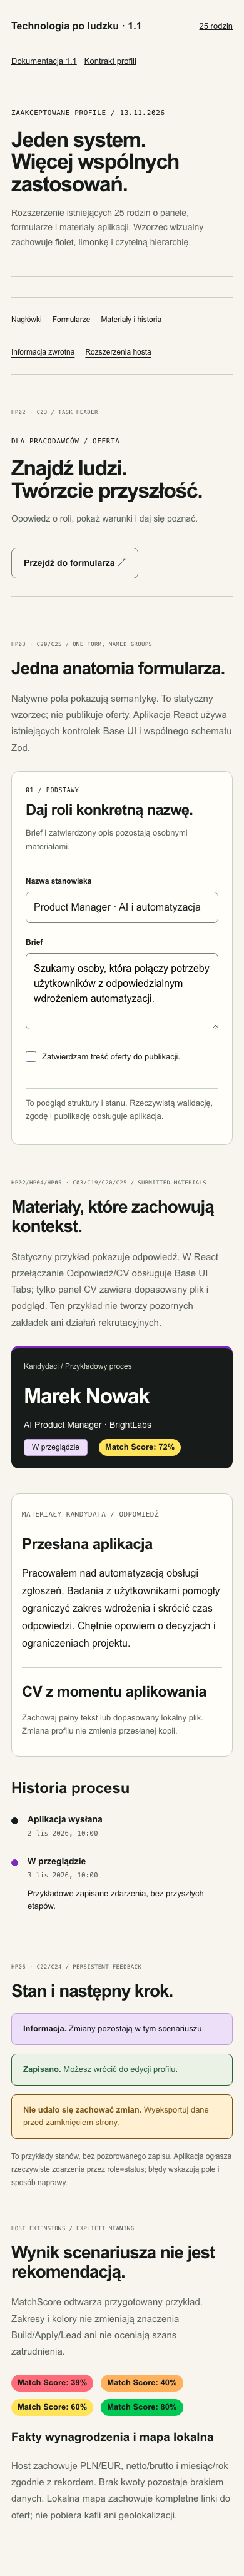 Technologia po ludzku · 1.1
25 rodzin
Dokumentacja 1.1 Kontrakt profili
ZAAKCEPTOWANE PROFILE / 13.11.2026
Jeden system.
Więcej wspólnych
zastosowań.
Rozszerzenie istniejących 25 rodzin o panele,
formularze i materiały aplikacji. Wzorzec wizualny
zachowuje fiolet, limonkę i czytelną hierarchię.
Nagłówki Formularze Materiały i historia
Informacja zwrotna Rozszerzenia hosta
HP02 · C03 / TASK HEADER
DLA PRACODAWCÓW / OFERTA
Znajdź ludzi.
Twórzcie przyszłość.
Opowiedz o roli, pokaż warunki i daj się poznać.
Przejdź do formularza ↗
HP03 · C20/C25 / ONE FORM, NAMED GROUPS
Jedna anatomia formularza.
Natywne pola pokazują semantykę. To statyczny
wzorzec; nie publikuje oferty. Aplikacja React używa
istniejących kontrolek Base UI i wspólnego schematu
Zod.
01 / PODSTAWY
Daj roli konkretną nazwę.
Brief i zatwierdzony opis pozostają osobnymi
materiałami.
Nazwa stanowiska
Product Manager · AI i automatyzacja
Brief
Szukamy osoby, która połączy potrzeby
użytkowników z odpowiedzialnym
wdrożeniem automatyzacji.
Zatwierdzam treść oferty do publikacji.
To podgląd struktury i stanu. Rzeczywistą walidację,
zgodę i publikację obsługuje aplikacja.
HP02/HP04/HP05 · C03/C19/C20/C25 / SUBMITTED MATERIALS
Materiały, które zachowują
kontekst.
Statyczny przykład pokazuje odpowiedź. W React
przełączanie Odpowiedź/CV obsługuje Base UI
Tabs; tylko panel CV zawiera dopasowany plik i
podgląd. Ten przykład nie tworzy pozornych
zakładek ani działań rekrutacyjnych.
Kandydaci / Przykładowy proces
Marek Nowak
AI Product Manager · BrightLabs
W przeglądzie Match Score: 72%
MATERIAŁY KANDYDATA / ODPOWIEDŹ
Przesłana aplikacja
Pracowałem nad automatyzacją obsługi
zgłoszeń. Badania z użytkownikami pomogły
ograniczyć zakres wdrożenia i skrócić czas
odpowiedzi. Chętnie opowiem o decyzjach i
ograniczeniach projektu.
CV z momentu aplikowania
Zachowaj pełny tekst lub dopasowany lokalny plik.
Zmiana profilu nie zmienia przesłanej kopii.
Historia procesu
Aplikacja wysłana
2 lis 2026, 10:00
W przeglądzie
3 lis 2026, 10:00
Przykładowe zapisane zdarzenia, bez przyszłych
etapów.
HP06 · C22/C24 / PERSISTENT FEEDBACK
Stan i następny krok.
Informacja. Zmiany pozostają w tym scenariuszu.
Zapisano. Możesz wrócić do edycji profilu.
Nie udało się zachować zmian. Wyeksportuj dane
przed zamknięciem strony.
To przykłady stanów, bez pozorowanego zapisu. Aplikacja ogłasza
rzeczywiste zdarzenia przez role=status; błędy wskazują pole i
sposób naprawy.
HOST EXTENSIONS / EXPLICIT MEANING
Wynik scenariusza nie jest
rekomendacją.
MatchScore odtwarza przygotowany przykład.
Zakresy i kolory nie zmieniają znaczenia
Build/Apply/Lead ani nie oceniają szans
zatrudnienia.
Match Score: 39% Match Score: 40%
Match Score: 60% Match Score: 80%
Fakty wynagrodzenia i mapa lokalna
Host zachowuje PLN/EUR, netto/brutto i miesiąc/rok
zgodnie z rekordem. Brak kwoty pozostaje brakiem
danych. Lokalna mapa zachowuje kompletne linki do
ofert; nie pobiera kafli ani geolokalizacji.